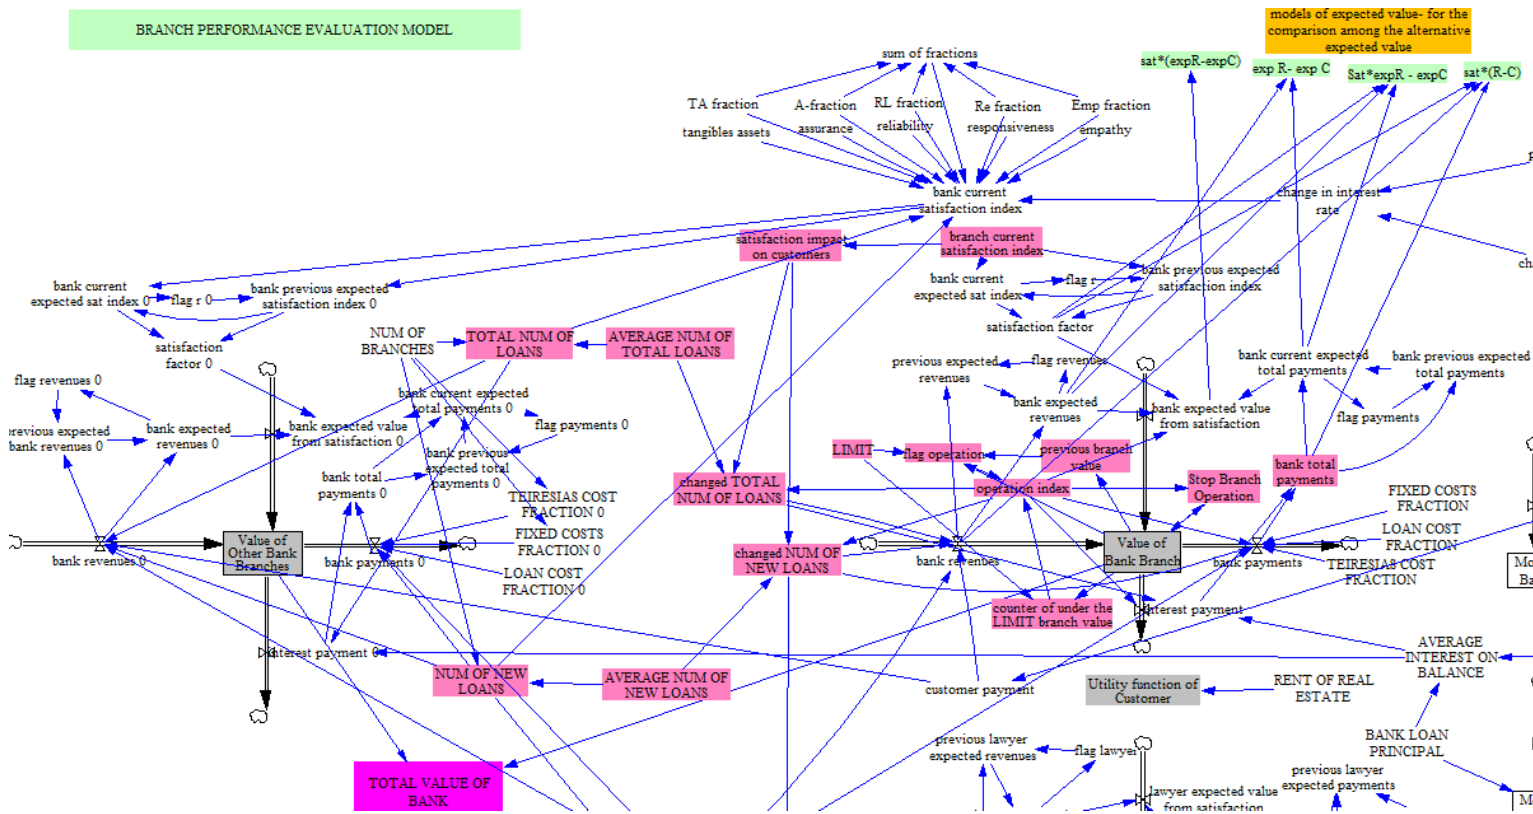 BRANCH PERFORMANCE EVALUATION MODEL
models of expected value- for the
comparison among the alternative
expected value
sum of fractions
sat*(expR-expC)
exp R- exp C
Sat*expR - expC
sat*(R-C)
TA fraction
A-fraction
RL fraction
Re fraction
Emp fraction
tangibles assets
assurance
reliability
responsiveness
empathy
bank current
satisfaction index
change in interest
rate
satisfaction impact
on customers
branch current
satisfaction index
bank current
expected sat index 0
flag r 0
bank previous expected
satisfaction index 0
bank current
expected sat index
flag r
bank previous expected
satisfaction index
satisfaction factor
satisfaction
factor 0
NUM OF
BRANCHES
TOTAL NUM OF
LOANS
AVERAGE NUM OF
TOTAL LOANS
previous expected
revenues
flag revenues
bank current expected
total payments
bank previous expected
total payments
flag revenues 0
bank current expected
total payments 0
flag payments 0
bank expected
revenues
bank expected value
from satisfaction
flag payments
previous expected
bank revenues 0
bank expected
revenues 0
bank expected value
from satisfaction 0
bank previous
expected total
payments 0
bank total
payments 0
LIMIT
flag operation
previous branch
value
bank total
payments
changed TOTAL
NUM OF LOANS
operation index
Stop Branch
Operation
TEIRESIAS COST
FRACTION 0
FIXED COSTS
FRACTION 0
LOAN COST
FRACTION 0
FIXED COSTS
FRACTION
LOAN COST
FRACTION
TEIRESIAS COST
FRACTION
bank revenues 0
Value of
Other Bank
Branches
bank payments 0
changed NUM OF
NEW LOANS
bank revenues
Value of
Bank Branch
bank payments
Mo
Ba
counter of under the
LIMIT branch value
interest payment
interest payment 0
NUM OF NEW
LOANS
AVERAGE NUM OF
NEW LOANS
customer payment
Utility function of
Customer
RENT OF REAL
ESTATE
AVERAGE
INTEREST ON
BALANCE
BANK LOAN
PRINCIPAL
previous lawyer
expected revenues
flag lawyer
TOTAL VALUE OF
BANK
previous lawyer
expected payments
lawyer expected value
from satisfaction